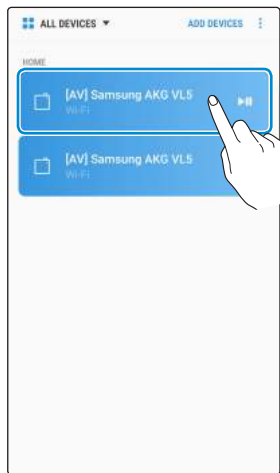 ALL DEVICES
ADD DEVICES
HOME
[AV] Samsung AKG VL5
Wi-Fi
[AV] Samsung AKG VL5
Wi-Fi